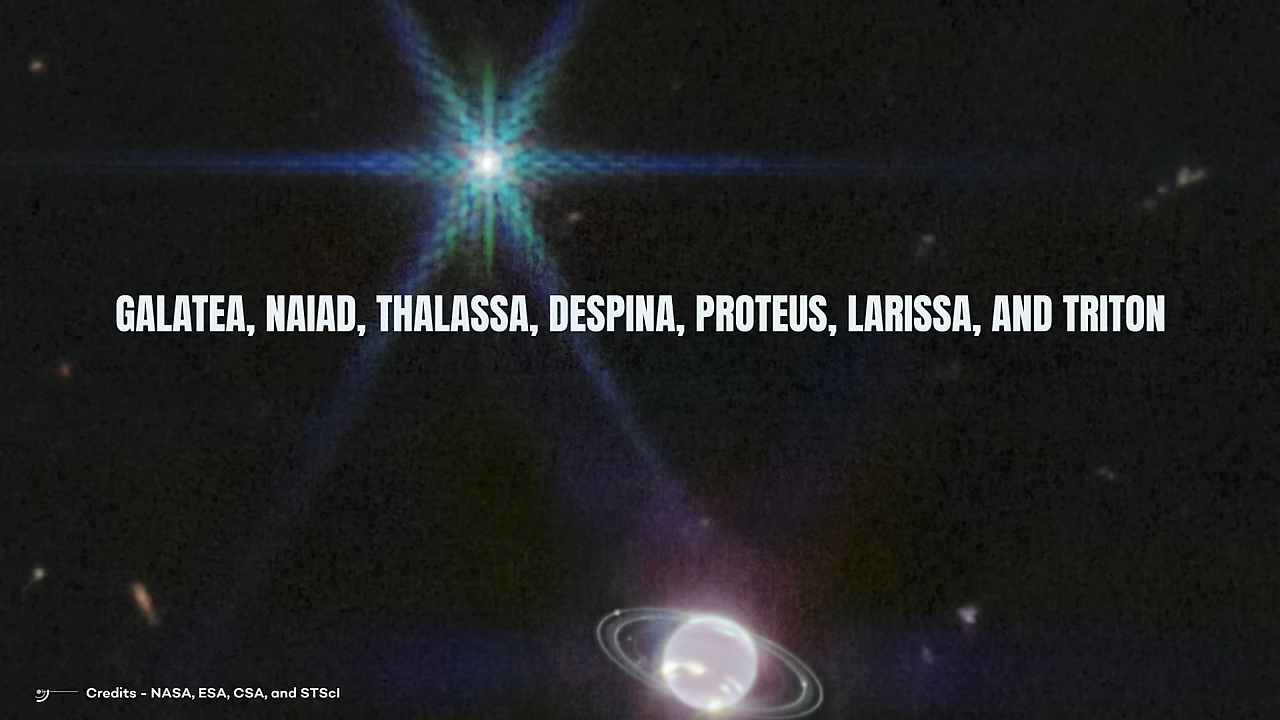 GALATEA, NAIAD, THALASSA, DESPINA, PROTEUS, LARISSA, AND TRITON
Credits - NASA, ESA, CSA, and STScI